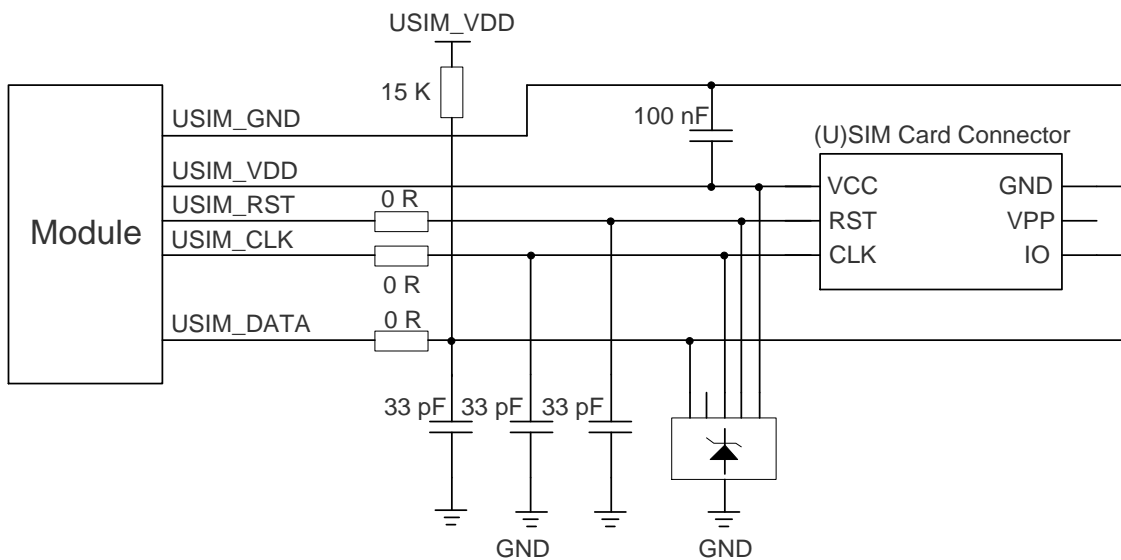 USIM_VDD
15 K
100 nF
USIM_GND
(U)SIM Card Connector
USIM_VDD
VCC
GND
USIM_RST
0 R
RST
VPP
Module
USIM_CLK
CLK
IO
0 R
USIM_DATA
0 R
33 pF
33 pF
33 pF
GND
GND